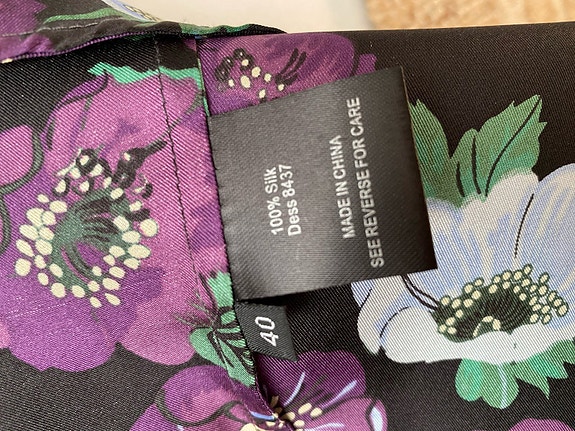 100% Silk
Dess 8437
MADE IN CHINA
SEE REVERSE FOR CARE
40